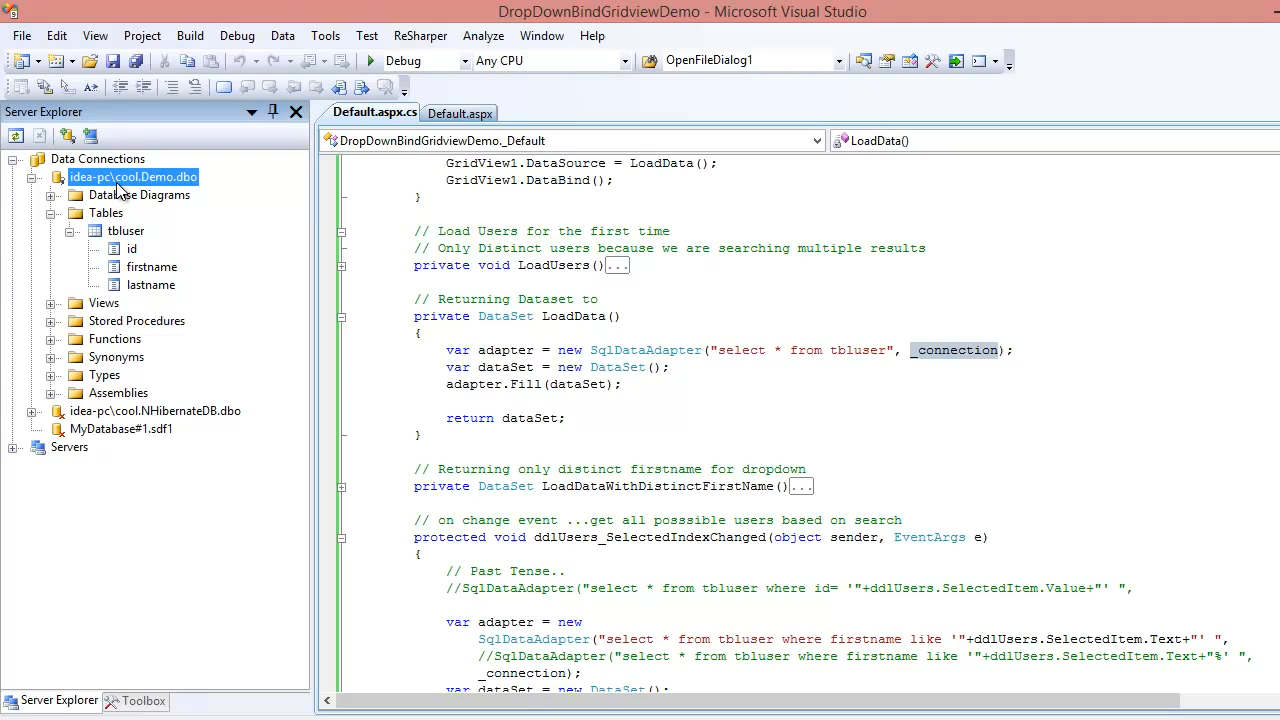 DropDownBindGridviewDemo - Microsoft Visual Studio
File Edit View Project Build Debug Data Tools Test ReSharper Analyze Window Help
Debug Any CPU OpenFileDialog1
Server Explorer
Default.aspx.cs Default.aspx
DropDownBindGridviewDemo._Default LoadData()
Data Connections
idea-pc\cool.Demo.dbo
Database Diagrams
Tables
tbluser
id
firstname
lastname
Views
Stored Procedures
Functions
Synonyms
Types
Assemblies
idea-pc\cool.NHibernateDB.dbo
MyDatabase#1.sdf1
Servers
Server Explorer Toolbox
GridView1.DataSource = LoadData();
GridView1.DataBind();
}
// Load Users for the first time
// Only Distinct users because we are searching multiple results
private void LoadUsers()...
// Returning Dataset to
private DataSet LoadData()
{
var adapter = new SqlDataAdapter("select * from tbluser", _connection);
var dataSet = new DataSet();
adapter.Fill(dataSet);
return dataSet;
}
// Returning only distinct firstname for dropdown
private DataSet LoadDataWithDistinctFirstName()...
// on change event ...get all posssible users based on search
protected void ddlUsers_SelectedIndexChanged(object sender, EventArgs e)
{
// Past Tense..
//SqlDataAdapter("select * from tbluser where id= '"+ddlUsers.SelectedItem.Value+"' ",
var adapter = new
SqlDataAdapter("select * from tbluser where firstname like '"+ddlUsers.SelectedItem.Text+"' ",
//SqlDataAdapter("select * from tbluser where firstname like '"+ddlUsers.SelectedItem.Text+"%' ",
_connection);
var dataSet = new DataSet();